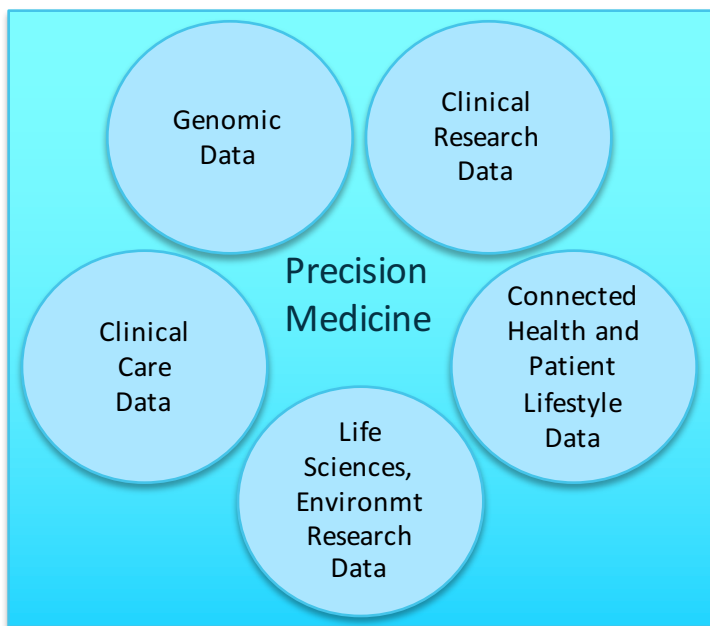 Genomic
Data
Clinical
Research
Data
Precision
Medicine
Clinical
Care
Data
Connected
Health and
Patient
Lifestyle
Data
Life
Sciences,
Environmt
Research
Data